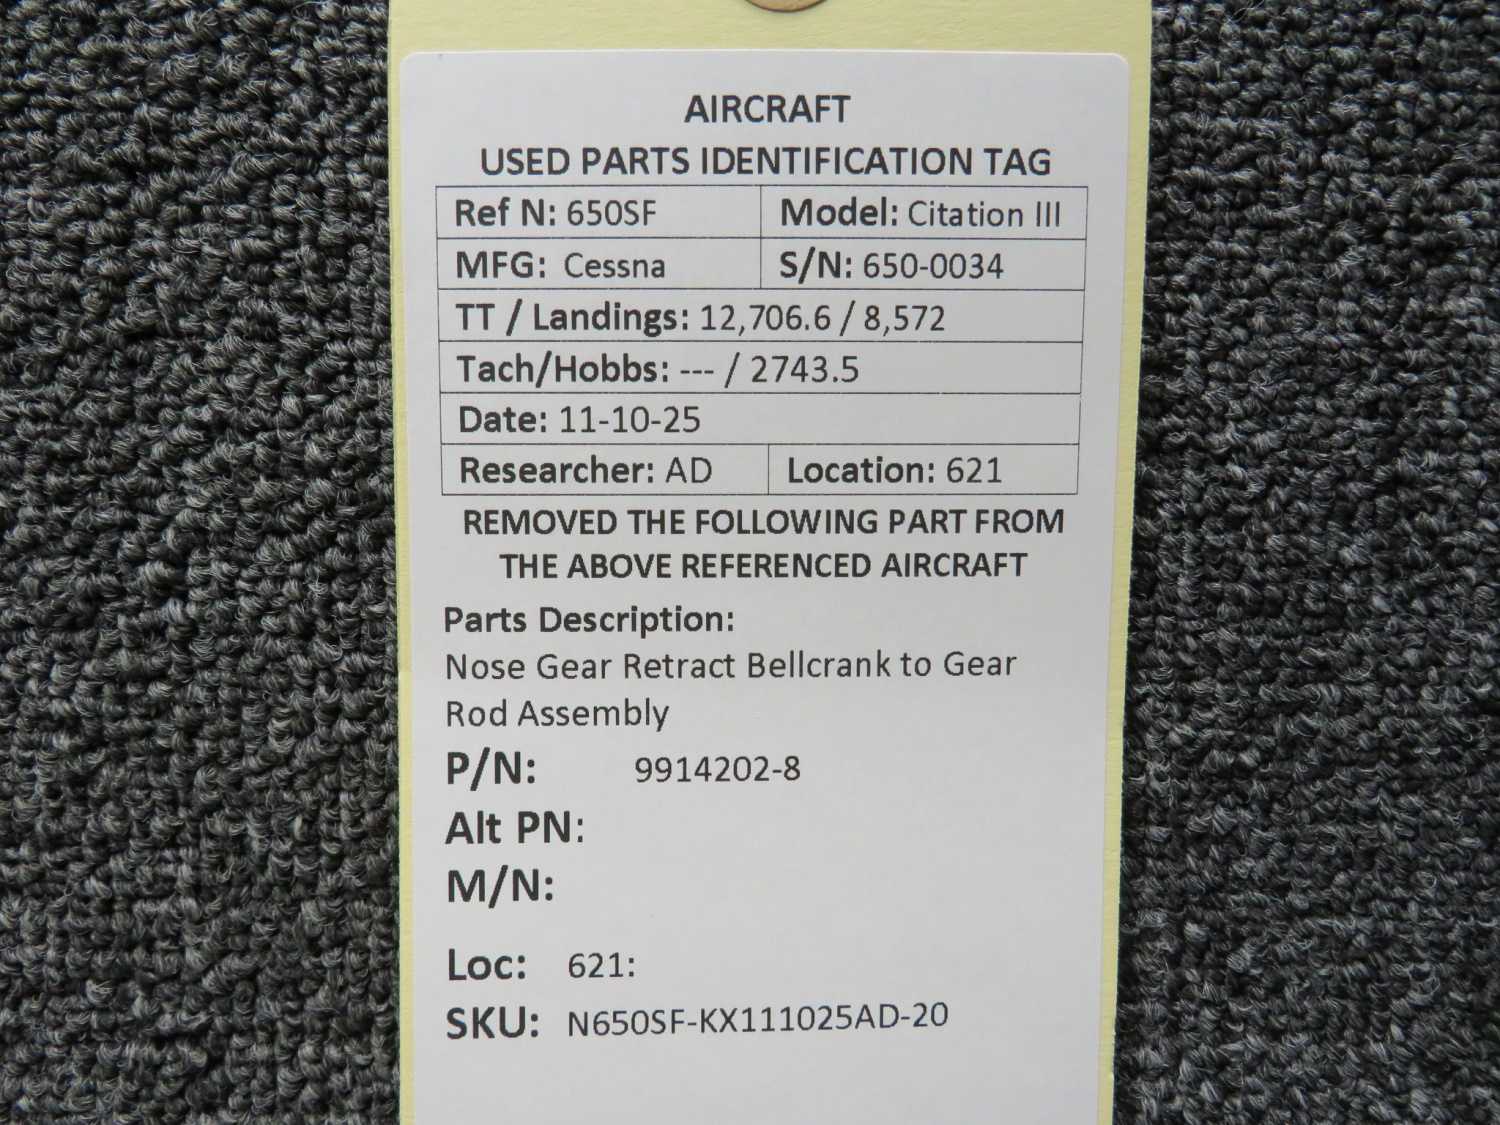 AIRCRAFT
USED PARTS IDENTIFICATION TAG
Ref N: 650SF Model: Citation III
MFG: Cessna S/N: 650-0034
TT / Landings: 12,706.6 / 8,572
Tach/Hobbs: --- / 2743.5
Date: 11-10-25
Researcher: AD Location: 621
REMOVED THE FOLLOWING PART FROM
THE ABOVE REFERENCED AIRCRAFT
Parts Description:
Nose Gear Retract Bellcrank to Gear
Rod Assembly
P/N: 9914202-8
Alt PN:
M/N:
Loc: 621:
SKU: N650SF-KX111025AD-20